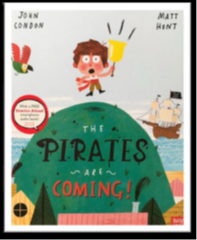 JOHN CONDON
MATT HUNT
THE
PIRATES
ARE
COMING!